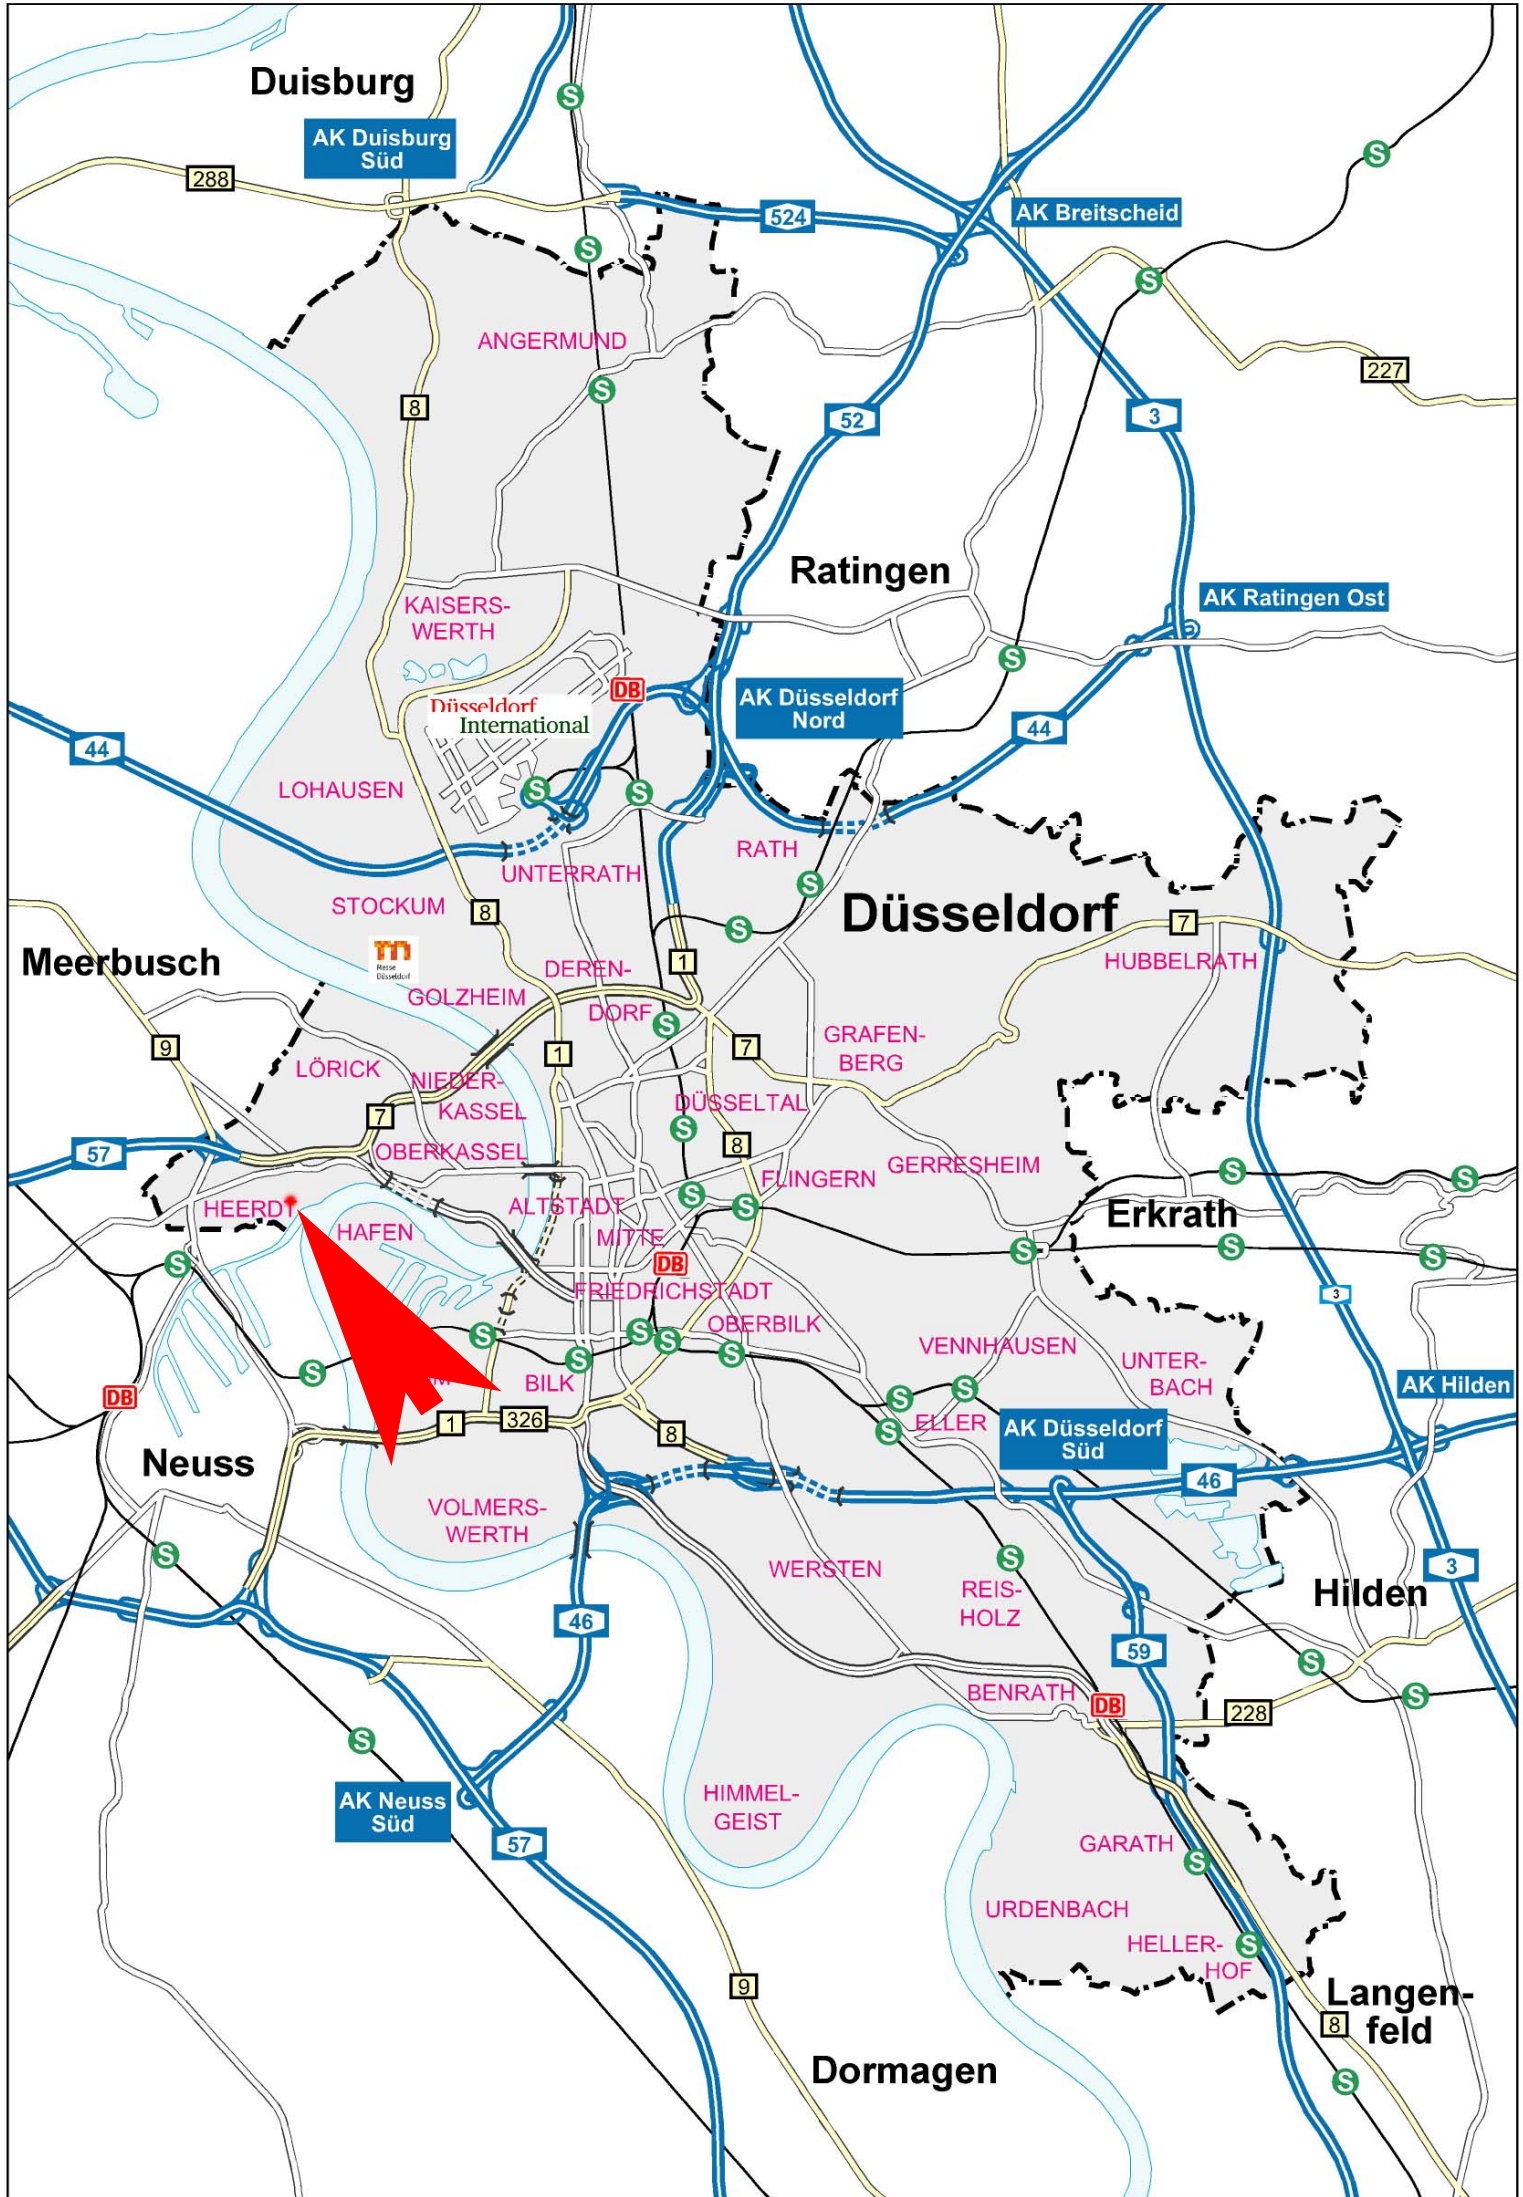 Duisburg
AK Duisburg
Süd
S
S
288
524
AK Breitscheid
S
S
S
ANGERMUND
227
S
8
52
3
Ratingen
AK Ratingen Ost
KAISERS-
WERTH
S
DB
AK Düsseldorf
Nord
Düsseldorf
International
44
44
LOHAUSEN
S
S
RATH
UNTERRATH
S
STOCKUM
8
Düsseldorf
S
7
Meerbusch
Messe
Düsseldorf
DEREN-
DORF
1
HUBBELRATH
GOLZHEIM
S
GRAFEN-
BERG
9
1
7
LÖRICK
NIEDER-
KASSEL
7
DÜSSELTAL
S
8
57
OBERKASSEL
FLINGERN
GERRESHEIM
S
S
HEERDT
ALTSTADT
S
S
Erkrath
HAFEN
MITTE
S
S
S
S
DB
FRIEDRICHSTADT
3
OBERBILK
S
S
S
S
S
VENNHAUSEN
UNTER-
BACH
S
BILK
S
S
AK Hilden
DB
1
326
8
S
ELLER
AK Düsseldorf
Süd
Neuss
46
VOLMERS-
WERTH
S
WERSTEN
S
REIS-
HOLZ
3
Hilden
46
59
S
BENRATH
DB
S
228
S
AK Neuss
Süd
HIMMEL-
GEIST
57
GARATH
S
URDENBACH
HELLER-
HOF
S
9
Langen-
feld
8
Dormagen
S